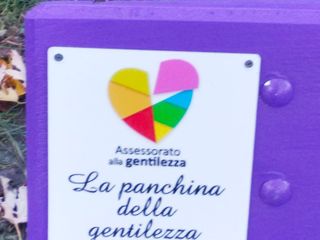 Assessorato
alla gentilezza
La panchina
della
gentilezza